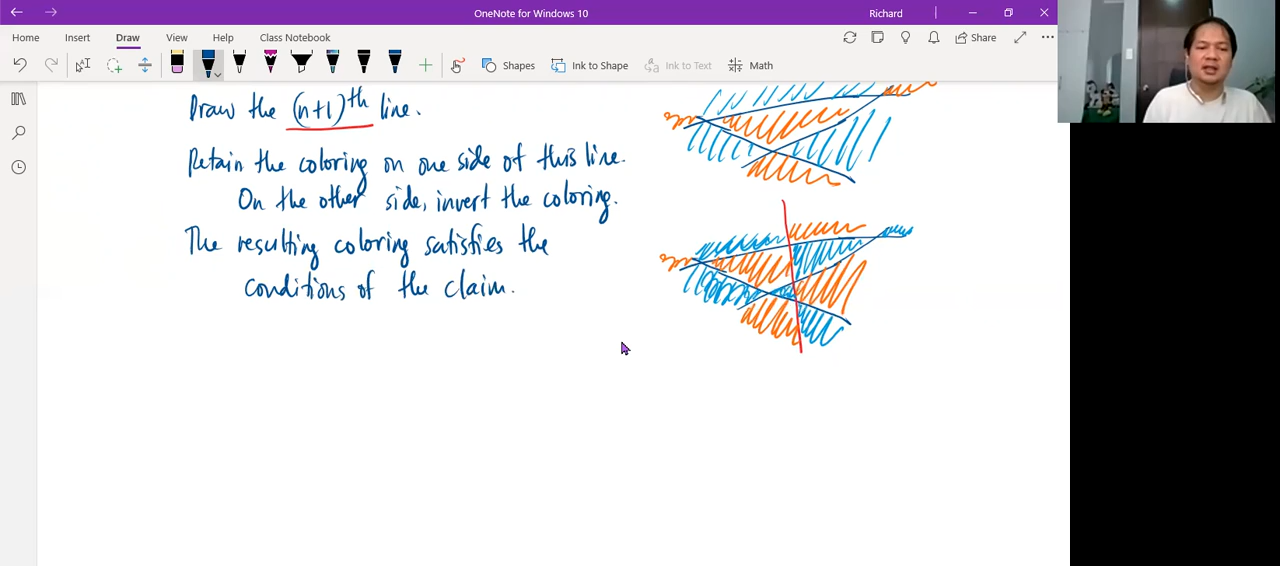 OneNote for Windows 10
Richard
Home
Insert
Draw
View
Help
Class Notebook
Share
Shapes
Ink to Shape
Ink to Text
Math
Draw the (n+1)th line.
Retain the coloring on one side of this line.
On the other side, invert the coloring.
The resulting coloring satisfies the
conditions of the claim.